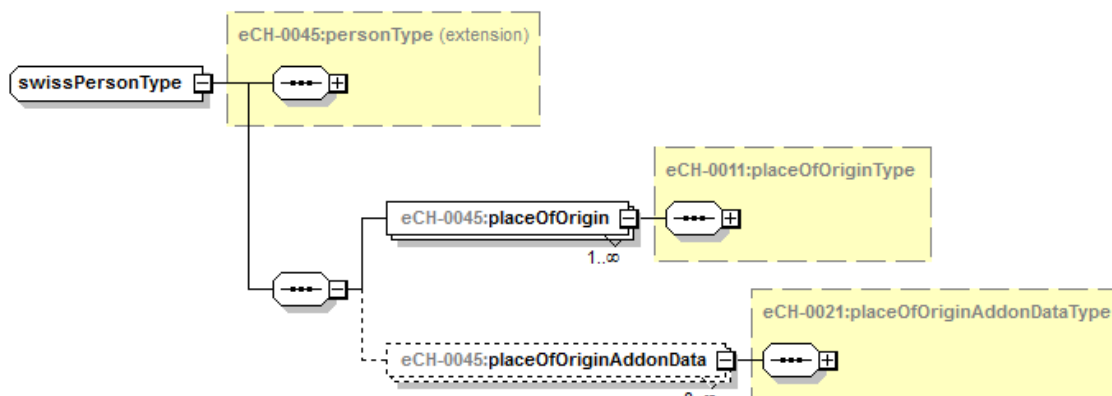 eCH-0045:personType (extension)
swissPersonType
eCH-0011:placeOfOriginType
eCH-0045:placeOfOrigin
1..∞
eCH-0021:placeOfOriginAddonDataType
eCH-0045:placeOfOriginAddonData